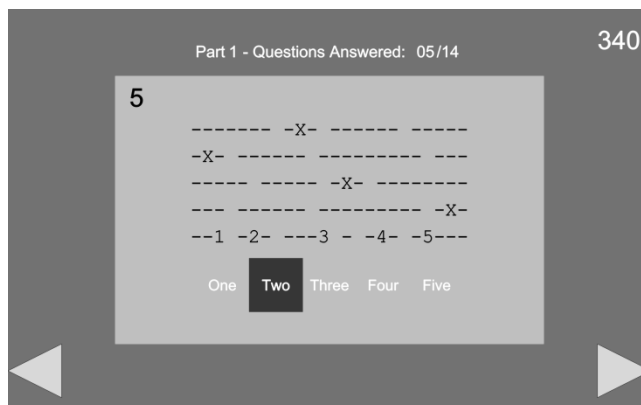 340
Part 1 - Questions Answered: 05/14
5
------- -X- ------ -----
-X- ------ --------- ---
------ ----- -X- -------
--- ------ --------- -X-
--1 -2- ---3 - -4- -5---
One Two Three Four Five